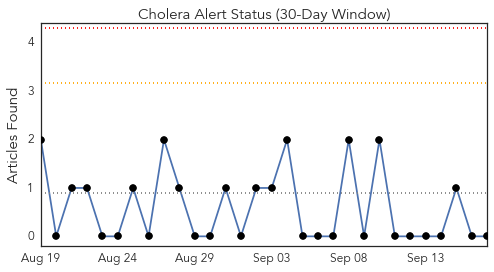 Cholera Alert Status (30-Day Window)
Articles Found
4
3
2
1
0
Aug 19 Aug 24 Aug 29 Sep 03 Sep 08 Sep 13